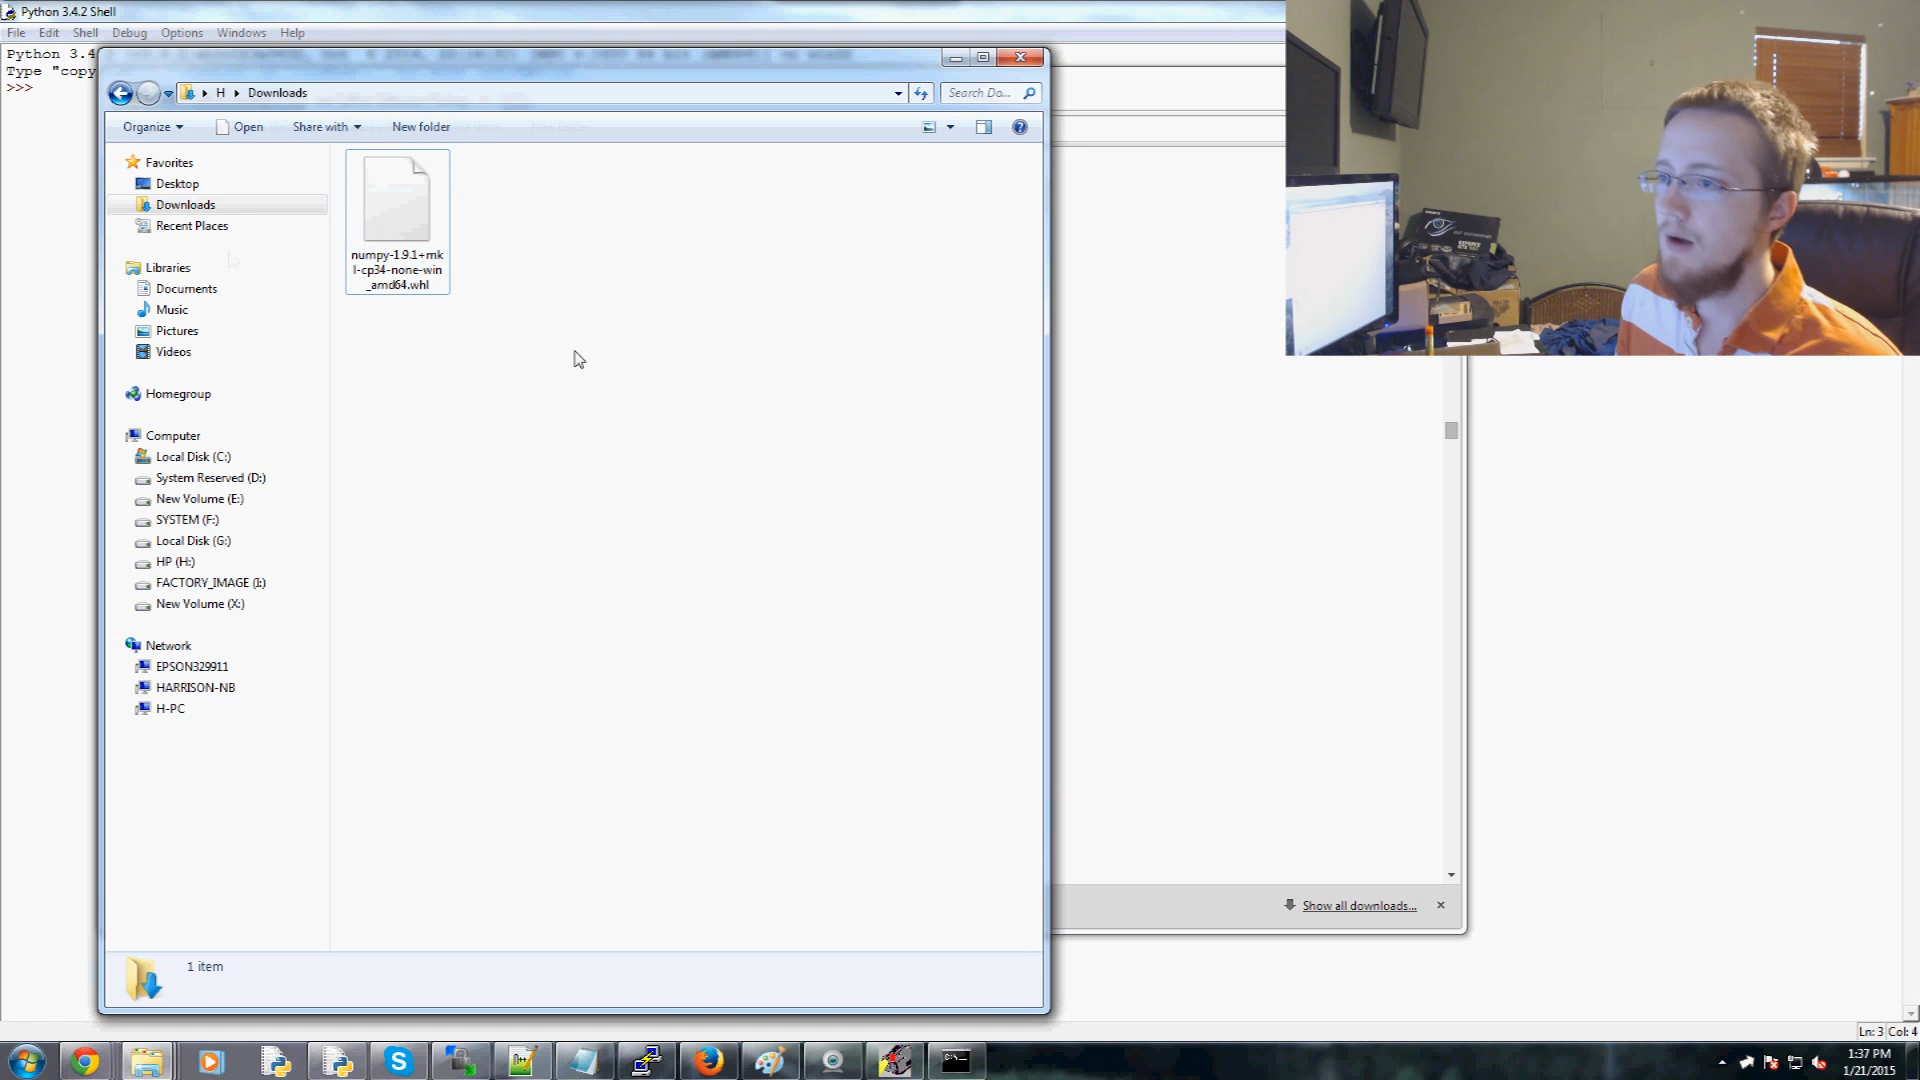 Python 3.4.2 Shell
File Edit Shell Debug Options Windows Help
Python 3.4
Type "copy
>>>
H Downloads
Search Do...
Organize Open Share with New folder
Favorites
Desktop
Downloads
Recent Places
Libraries
Documents
Music
Pictures
Videos
Homegroup
Computer
Local Disk (C:)
System Reserved (D:)
New Volume (E:)
SYSTEM (F:)
Local Disk (G:)
HP (H:)
FACTORY_IMAGE (I:)
New Volume (X:)
Network
EPSON329911
HARRISON-NB
H-PC
numpy-1.9.1+mk
l-cp34-none-win
_amd64.whl
Show all downloads...
1 item
Ln: 3 Col: 4
1:37 PM
1/21/2015